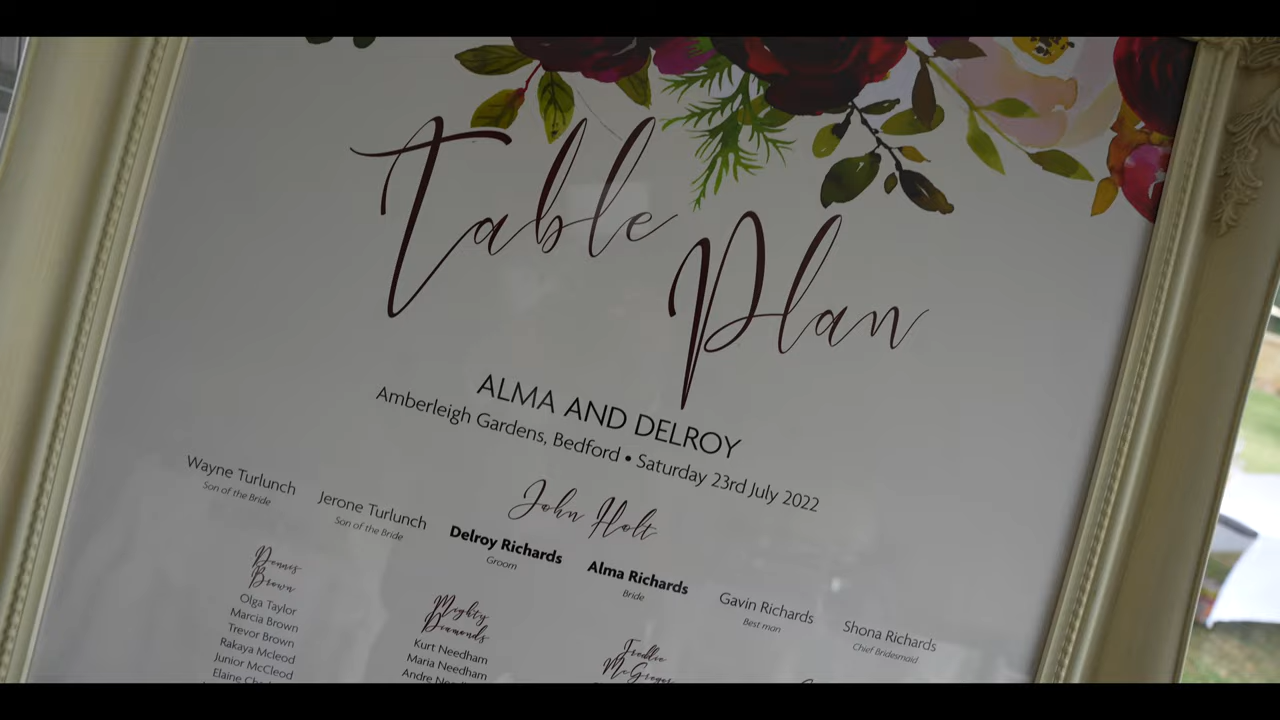 Table
Plan
ALMA AND DELROY
Amberleigh Gardens, Bedford • Saturday 23rd July 2022
John Holt
Wayne Turlunch
Son of the Bride
Jerone Turlunch
Son of the Bride
Delroy Richards
Groom
Alma Richards
Bride
Gavin Richards
Best man
Shona Richards
Chief Bridesmaid
Dennis
Brown
Olga Taylor
Marcia Brown
Trevor Brown
Rakaya Mcleod
Junior McCleod
Elaine
Mighty
Diamonds
Kurt Needham
Maria Needham
Andre
Freddie
McGregor